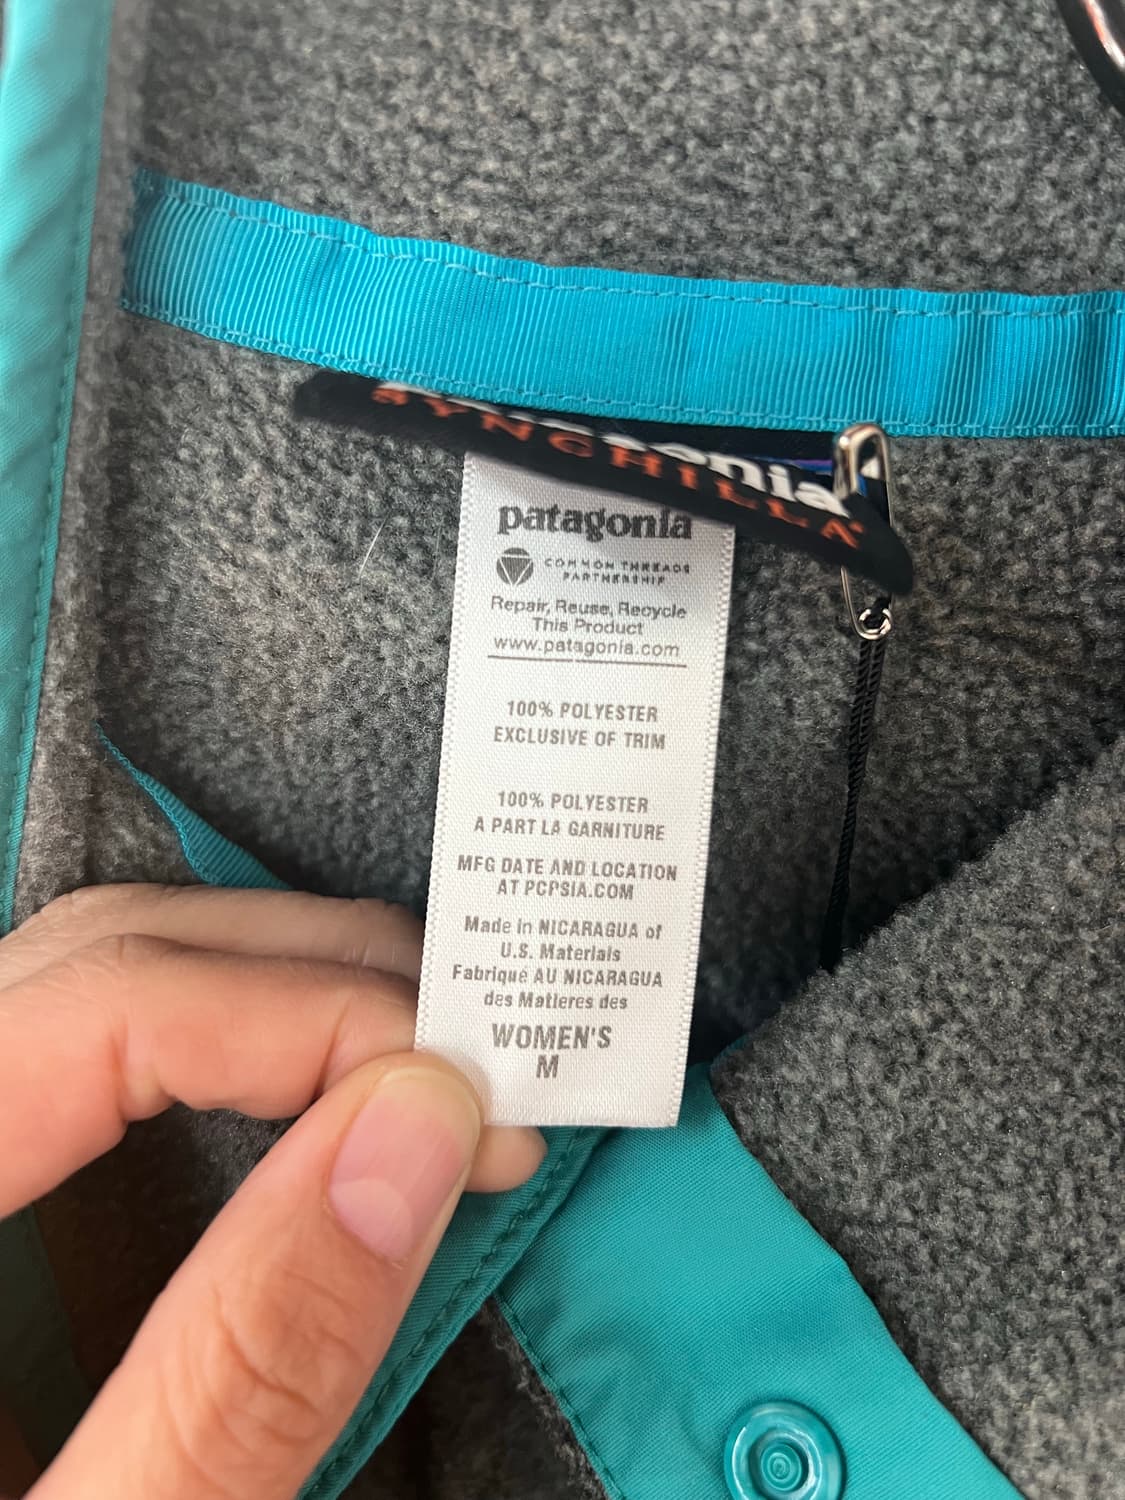 SYNCHILLA
patagonia
COMMON THREADS
PARTNERSHIP
Repair, Reuse, Recycle
This Product
www.patagonia.com
100% POLYESTER
EXCLUSIVE OF TRIM
100% POLYESTER
A PART LA GARNITURE
MFG DATE AND LOCATION
AT PCPSIA.COM
Made in NICARAGUA of
U.S. Materials
Fabriqué AU NICARAGUA
des Matieres des
WOMEN'S
M